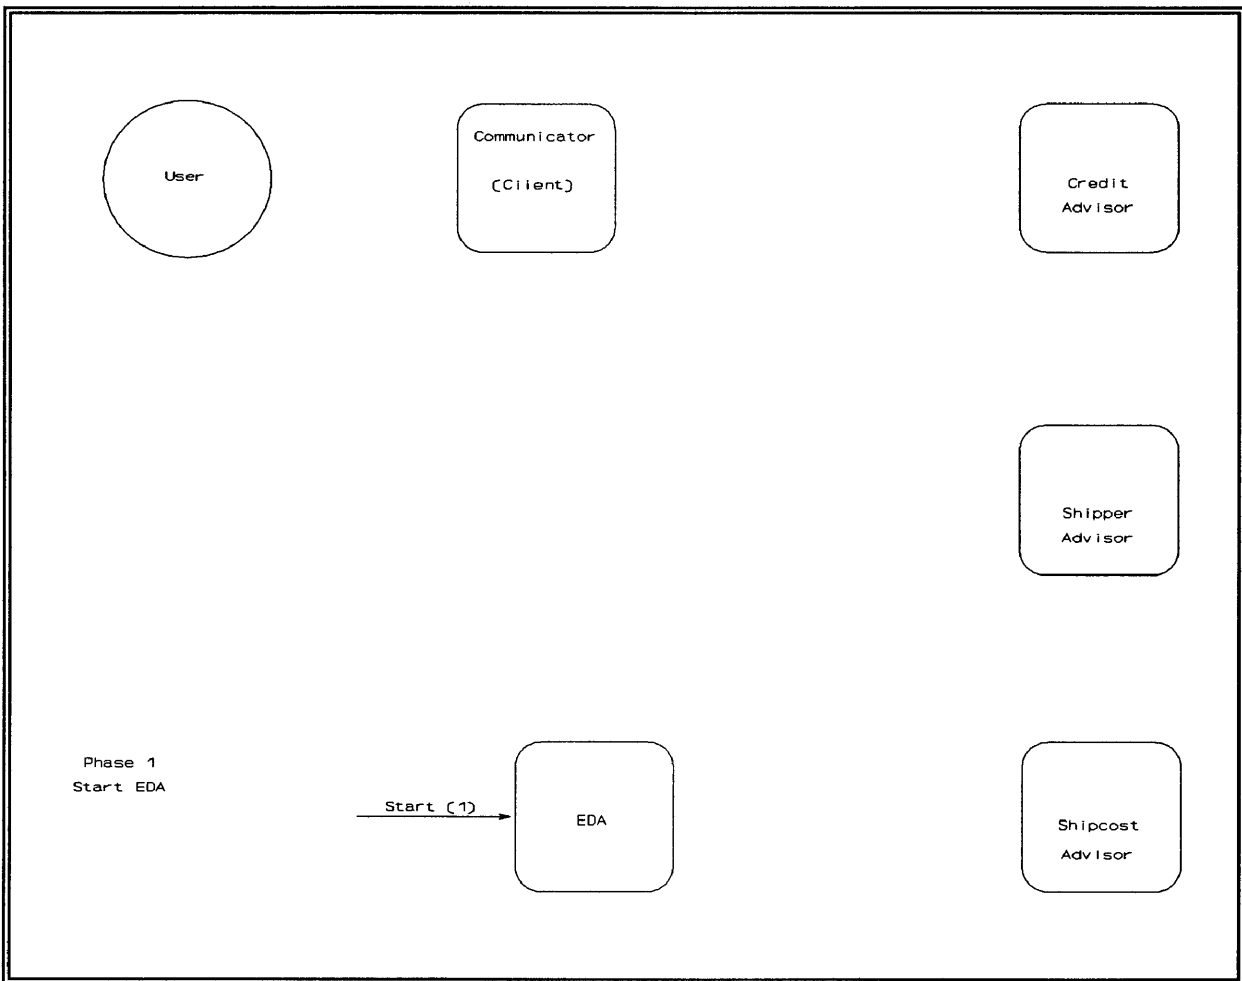 User
Communicator
(Client)
Credit
Advisor
Shipper
Advisor
Phase 1
Start EDA
Start (1)
EDA
Shipcost
Advisor